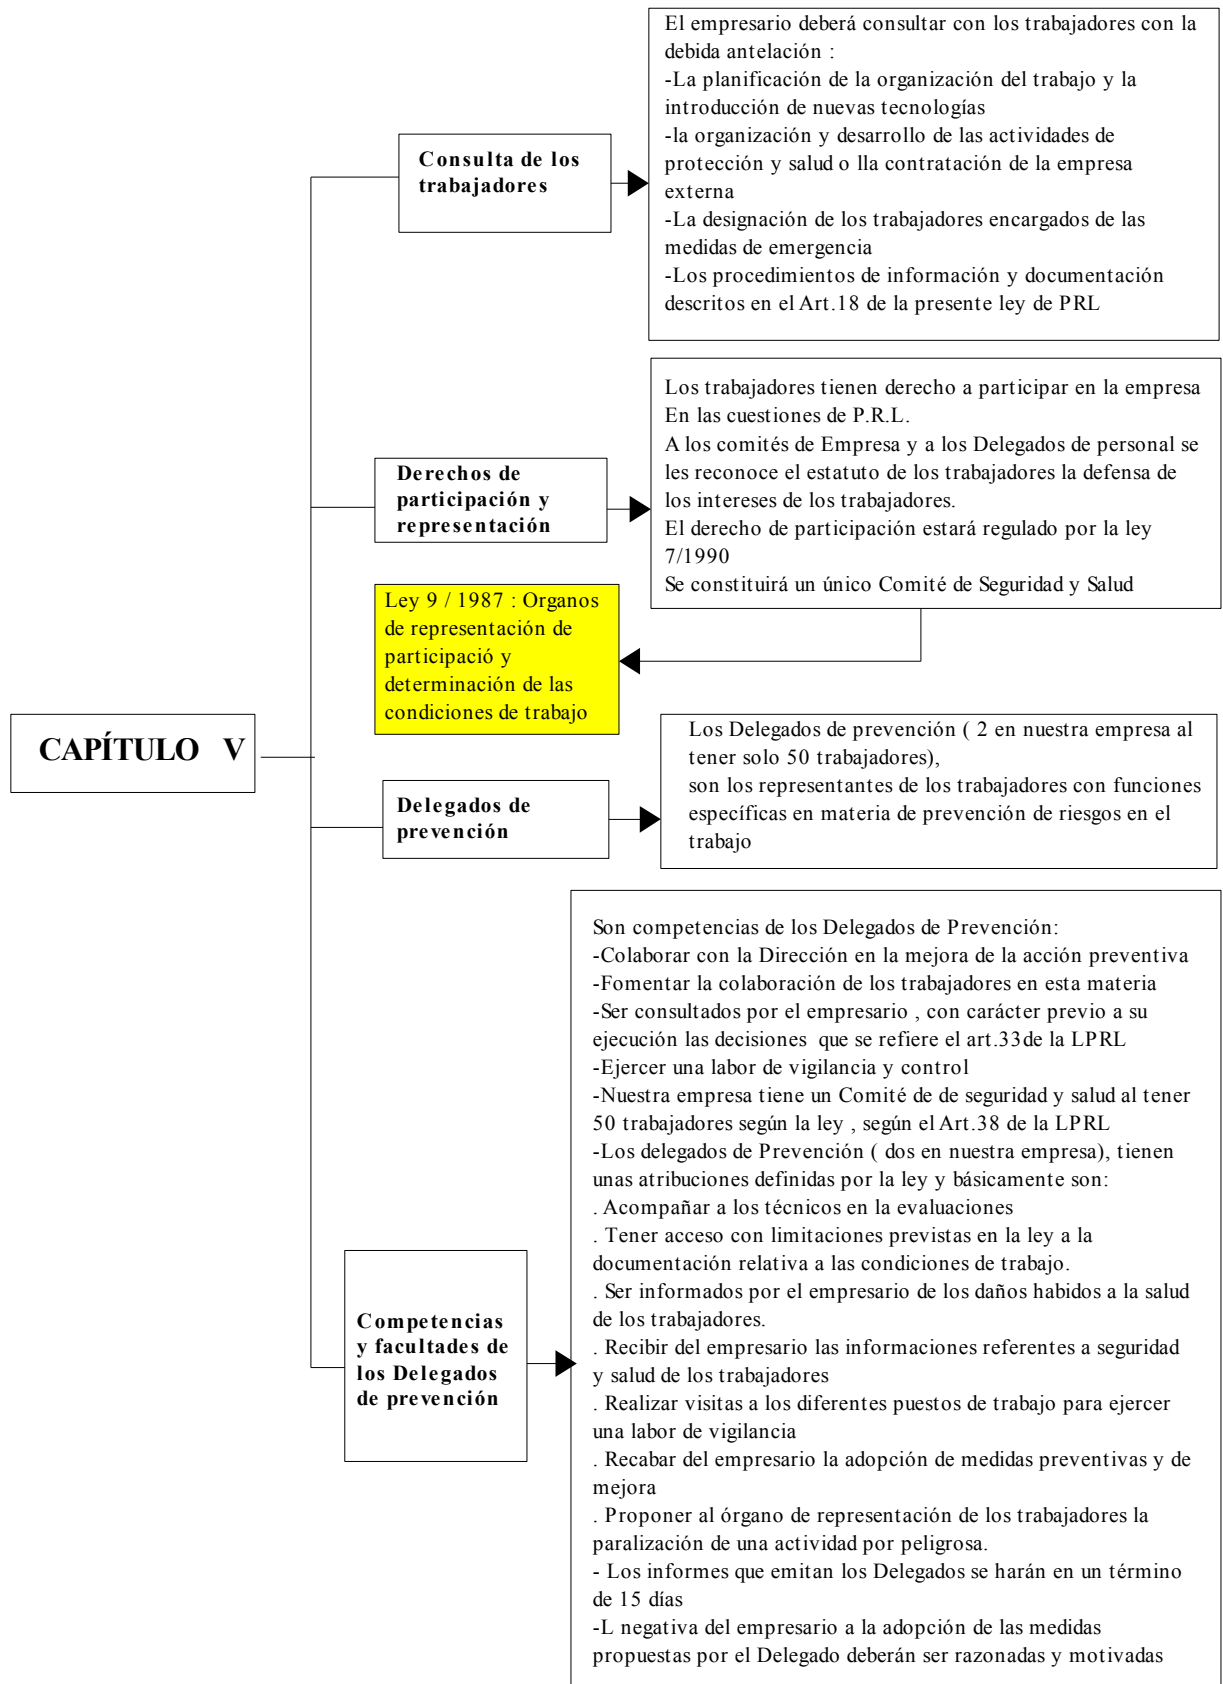 El empresario deberá consultar con los trabajadores con la
debida antelación :
-La planificación de la organización del trabajo y la
introducción de nuevas tecnologías
-la organización y desarrollo de las actividades de
protección y salud o lla contratación de la empresa
externa
-La designación de los trabajadores encargados de las
medidas de emergencia
-Los procedimientos de información y documentación
descritos en el Art.18 de la presente ley de PRL
Consulta de los
trabajadores
Los trabajadores tienen derecho a participar en la empresa
En las cuestiones de P.R.L.
A los comités de Empresa y a los Delegados de personal se
les reconoce el estatuto de los trabajadores la defensa de
los intereses de los trabajadores.
El derecho de participación estará regulado por la ley
7/1990
Se constituirá un único Comité de Seguridad y Salud
Derechos de
participación y
representación
Ley 9 / 1987 : Organos
de representación de
participació y
determinación de las
condiciones de trabajo
CAPÍTULO V
Los Delegados de prevención ( 2 en nuestra empresa al
tener solo 50 trabajadores),
son los representantes de los trabajadores con funciones
específicas en materia de prevención de riesgos en el
trabajo
Delegados de
prevención
Son competencias de los Delegados de Prevención:
-Colaborar con la Dirección en la mejora de la acción preventiva
-Fomentar la colaboración de los trabajadores en esta materia
-Ser consultados por el empresario , con carácter previo a su
ejecución las decisiones que se refiere el art.33de la LPRL
-Ejercer una labor de vigilancia y control
-Nuestra empresa tiene un Comité de de seguridad y salud al tener
50 trabajadores según la ley , según el Art.38 de la LPRL
-Los delegados de Prevención ( dos en nuestra empresa), tienen
unas atribuciones definidas por la ley y básicamente son:
. Acompañar a los técnicos en la evaluaciones
. Tener acceso con limitaciones previstas en la ley a la
documentación relativa a las condiciones de trabajo.
. Ser informados por el empresario de los daños habidos a la salud
de los trabajadores.
. Recibir del empresario las informaciones referentes a seguridad
y salud de los trabajadores
. Realizar visitas a los diferentes puestos de trabajo para ejercer
una labor de vigilancia
. Recabar del empresario la adopción de medidas preventivas y de
mejora
. Proponer al órgano de representación de los trabajadores la
paralización de una actividad por peligrosa.
- Los informes que emitan los Delegados se harán en un término
de 15 días
-L negativa del empresario a la adopción de las medidas
propuestas por el Delegado deberán ser razonadas y motivadas
Competencias
y facultades de
los Delegados
de prevención